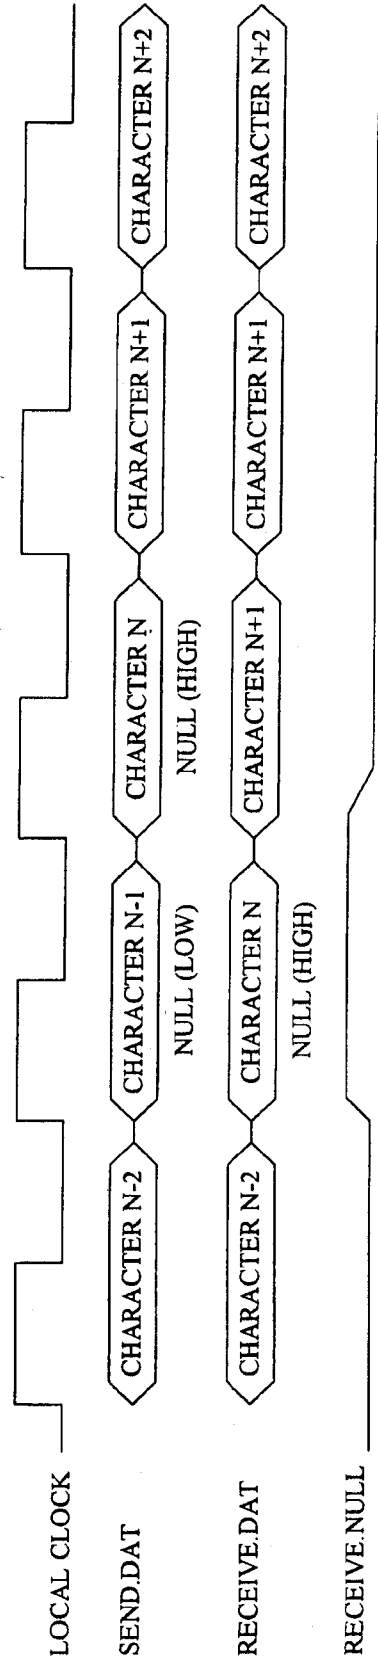 LOCAL CLOCK
SEND.DAT
CHARACTER N-2
CHARACTER N-1
CHARACTER N
CHARACTER N+1
CHARACTER N+2
NULL (LOW)
NULL (HIGH)
RECEIVE.DAT
CHARACTER N-2
CHARACTER N
CHARACTER N+1
CHARACTER N+1
CHARACTER N+2
NULL (HIGH)
RECEIVE.NULL